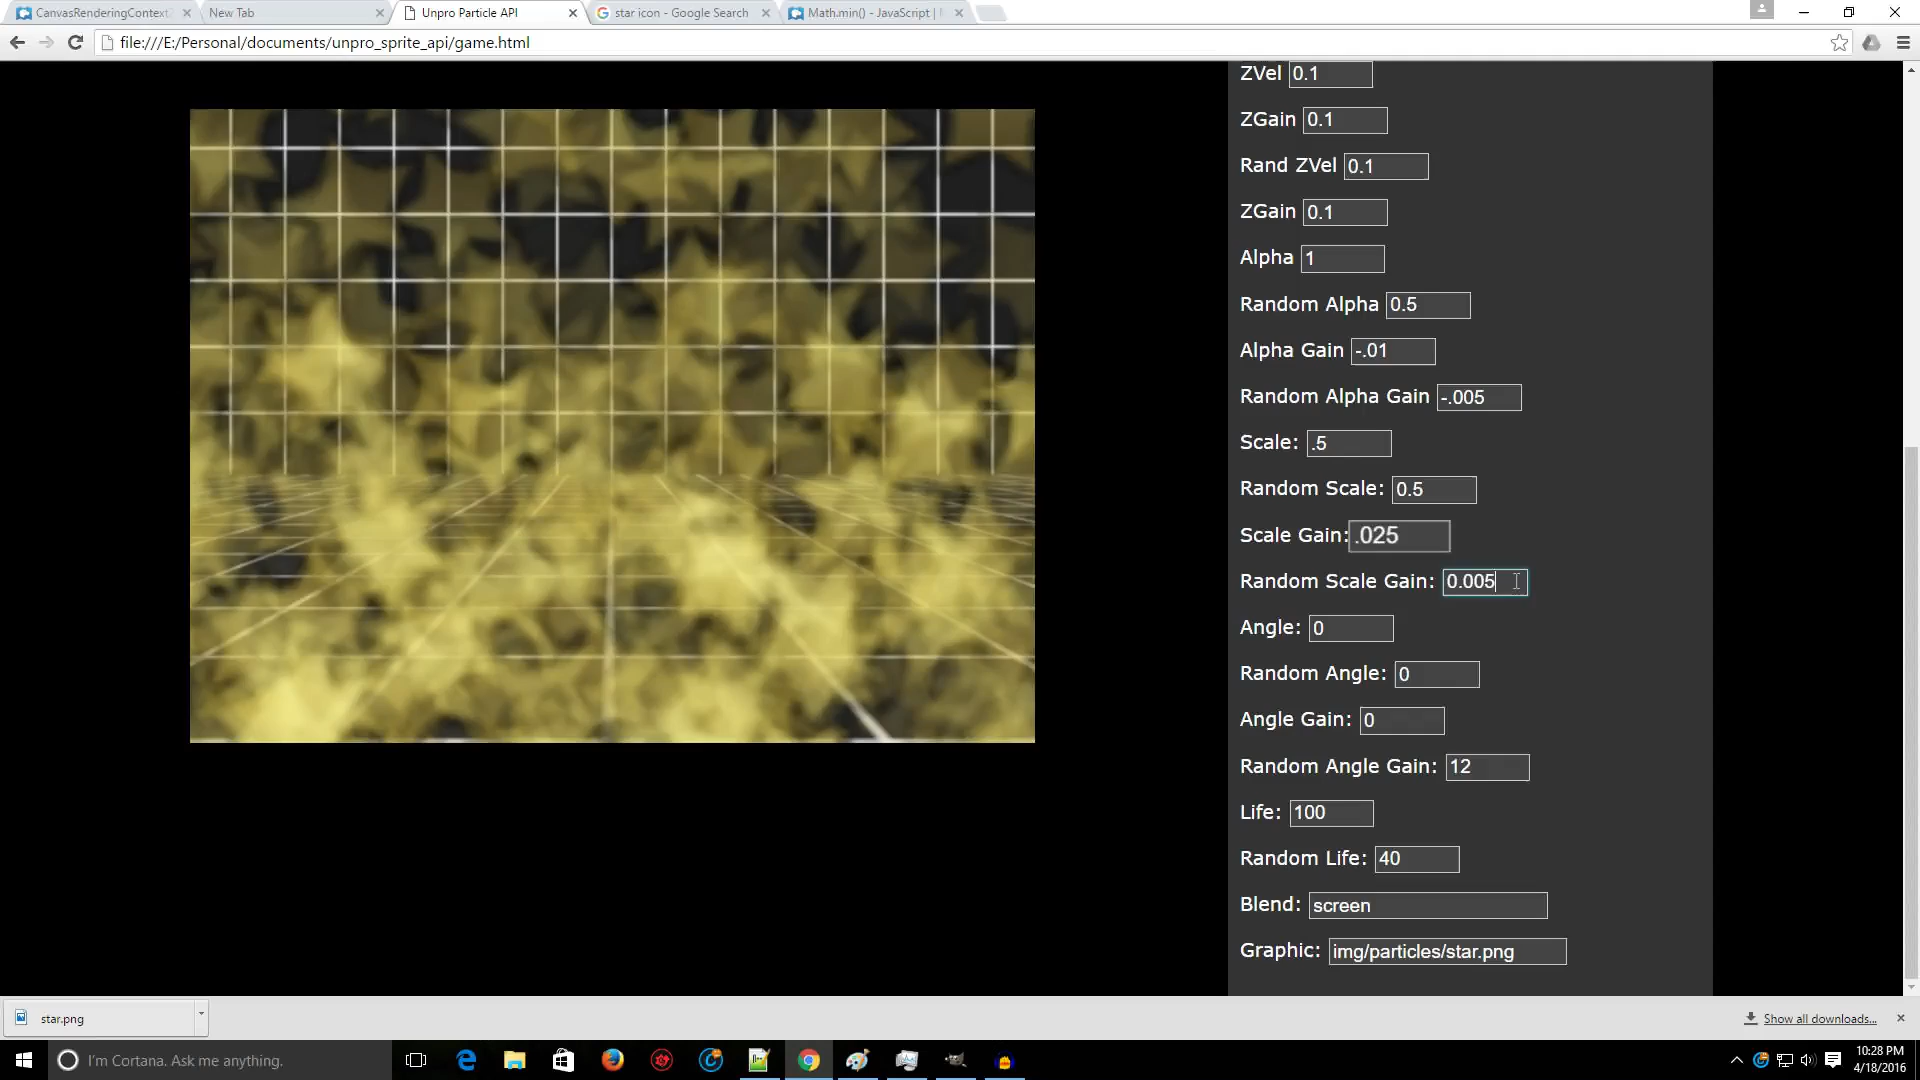 CanvasRenderingContext2
New Tab
Unpro Particle API
star icon - Google Search
Math.min() - JavaScript |
file:///E:/Personal/documents/unpro_sprite_api/game.html
ZVel 0.1
ZGain 0.1
Rand ZVel 0.1
ZGain 0.1
Alpha 1
Random Alpha 0.5
Alpha Gain -.01
Random Alpha Gain -.005
Scale: .5
Random Scale: 0.5
Scale Gain: .025
Random Scale Gain: 0.005
Angle: 0
Random Angle: 0
Angle Gain: 0
Random Angle Gain: 12
Life: 100
Random Life: 40
Blend: screen
Graphic: img/particles/star.png
star.png
Show all downloads...
I'm Cortana. Ask me anything.
10:28 PM
4/18/2016